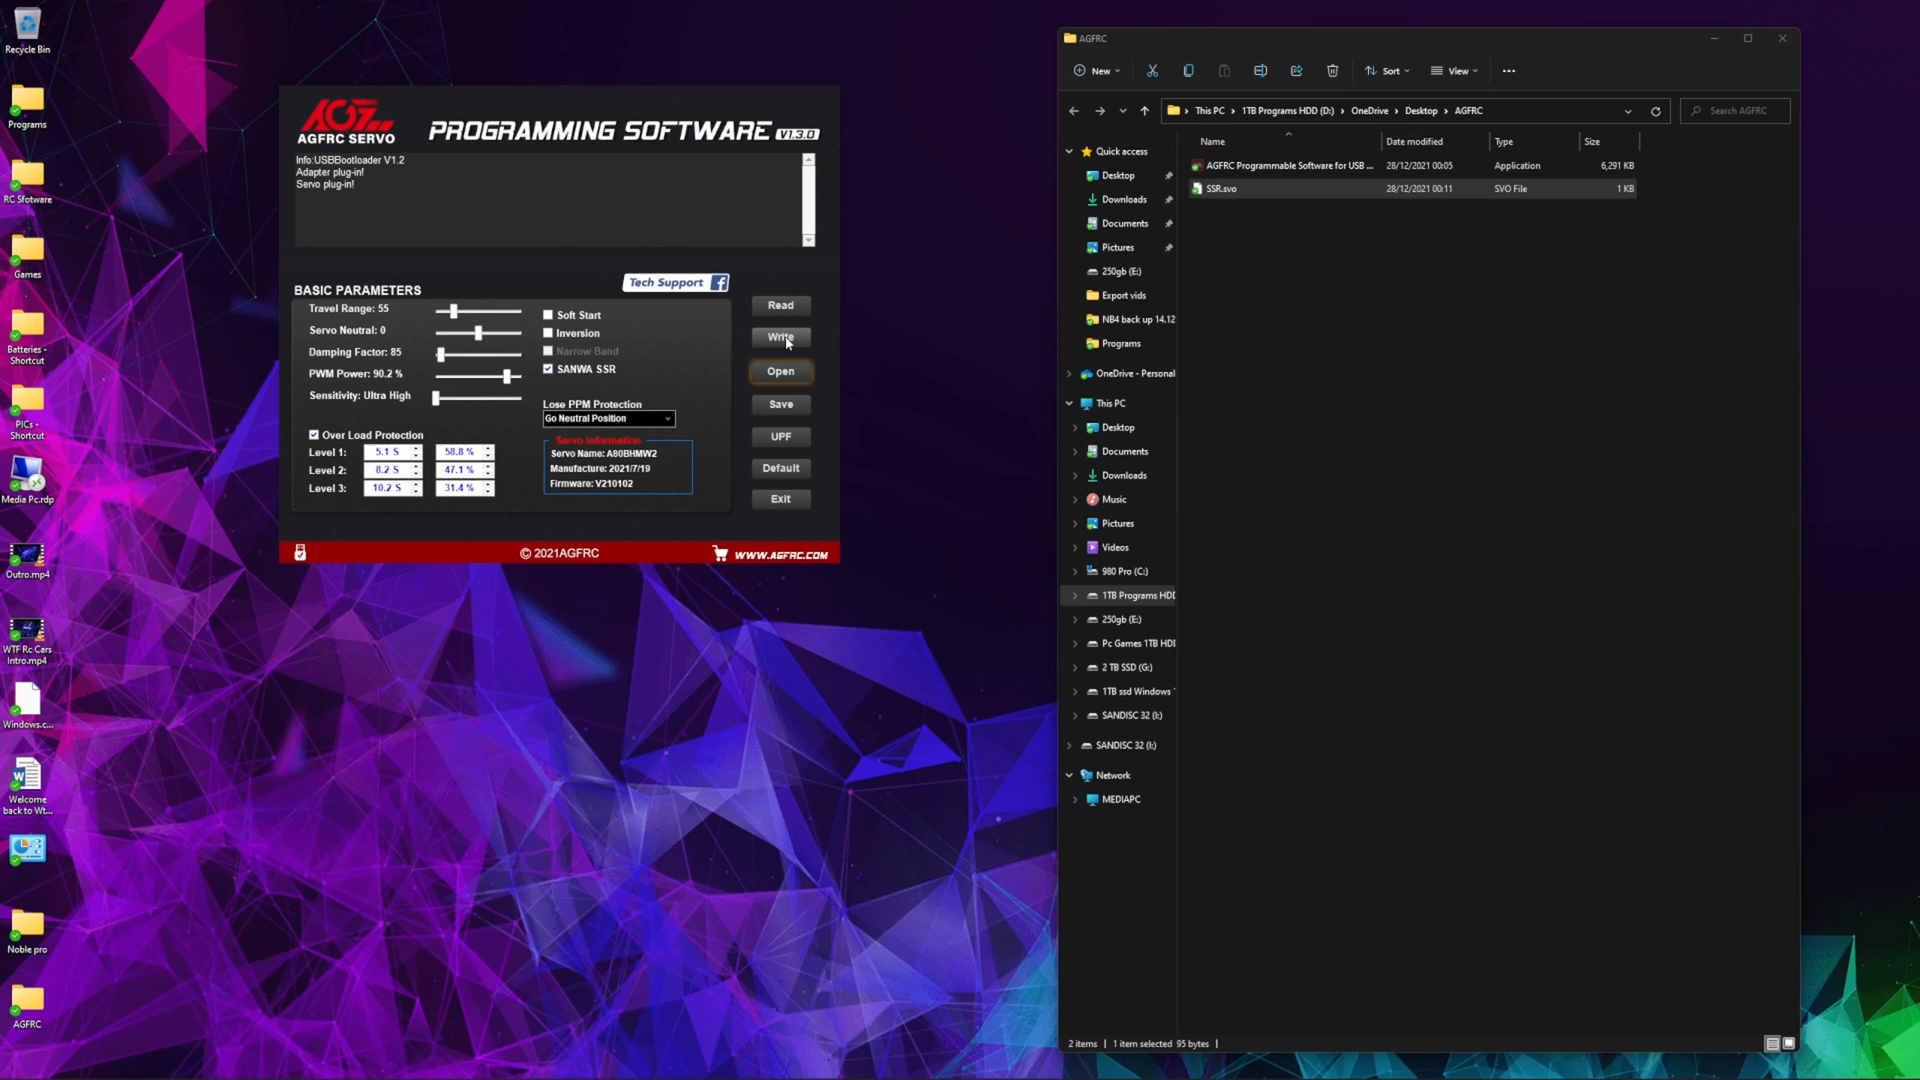 Recycle Bin
Programs
RC Sfotware
Games
Batteries -
Shortcut
PICs -
Shortcut
Media Pc.rdp
Outro.mp4
WTF Rc Cars
Intro.mp4
Windows.c...
Welcome
back to Wt...
Noble pro
AGFRC
AGFRC SERVO
PROGRAMMING SOFTWARE V1.3.0
Info:USBBootloader V1.2
Adapter plug-in!
Servo plug-in!
BASIC PARAMETERS
Tech Support f
Travel Range: 55
Servo Neutral: 0
Damping Factor: 85
PWM Power: 90.2 %
Sensitivity: Ultra High
Soft Start
Inversion
Narrow Band
SANWA SSR
Lose PPM Protection
Go Neutral Position
Over Load Protection
Level 1: 5.1 S 58.8 %
Level 2: 8.2 S 47.1 %
Level 3: 10.2 S 31.4 %
Servo Information
Servo Name: A80BHMW2
Manufacture: 2021/7/19
Firmware: V210102
Read
Write
Open
Save
UPF
Default
Exit
© 2021AGFRC
WWW.AGFRC.COM
AGFRC
New
Sort
View
This PC > 1TB Programs HDD (D:) > OneDrive > Desktop > AGFRC
Search AGFRC
Name Date modified Type Size
AGFRC Programmable Software for USB ... 28/12/2021 00:05 Application 6,291 KB
SSR.svo 28/12/2021 00:11 SVO File 1 KB
Quick access
Desktop
Downloads
Documents
Pictures
250gb (E:)
Export vids
NB4 back up 14.12
Programs
OneDrive - Personal
This PC
Desktop
Documents
Downloads
Music
Pictures
Videos
980 Pro (C:)
1TB Programs HDD
250gb (E:)
Pc Games 1TB HDD
2 TB SSD (G:)
1TB ssd Windows
SANDISC 32 (I:)
SANDISC 32 (I:)
Network
MEDIAPC
2 items | 1 item selected 95 bytes |